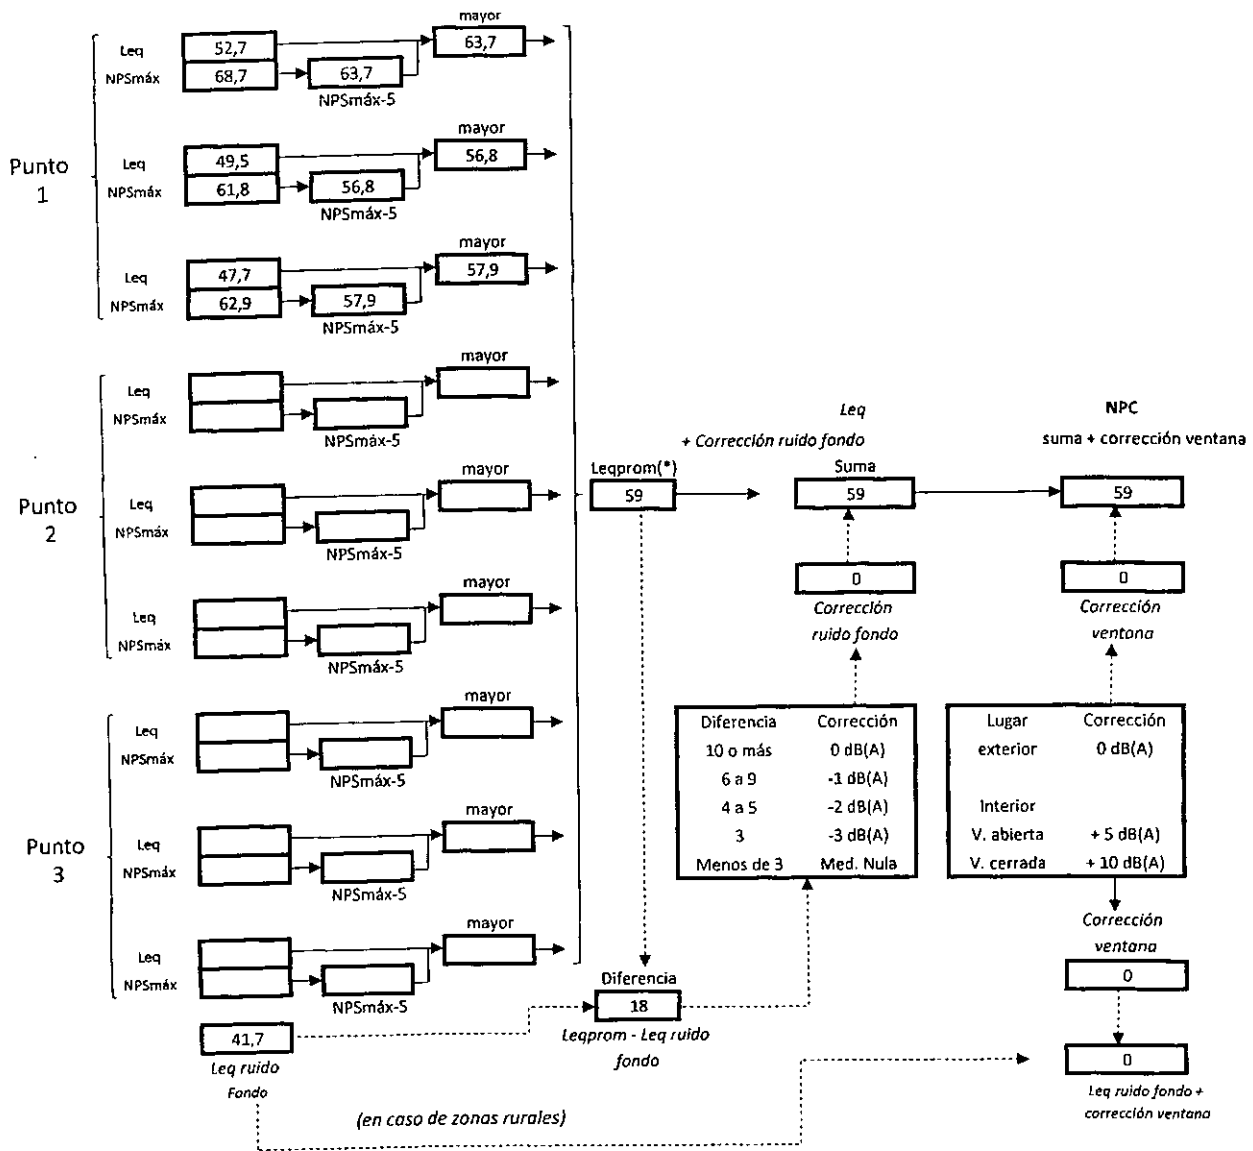 Punto
1
Leq
NPSmáx
52,7
68,7
63,7
NPSmáx-5
mayor
63,7
Leq
NPSmáx
49,5
61,8
56,8
NPSmáx-5
mayor
56,8
Leq
NPSmáx
47,7
62,9
57,9
NPSmáx-5
mayor
57,9
Punto
2
Leq
NPSmáx
NPSmáx-5
mayor
Leq
NPSmáx
NPSmáx-5
mayor
Leq
NPSmáx
NPSmáx-5
mayor
Punto
3
Leq
NPSmáx
NPSmáx-5
mayor
Leq
NPSmáx
NPSmáx-5
mayor
Leq
NPSmáx
NPSmáx-5
mayor
41,7
Leq ruido
Fondo
(en caso de zonas rurales)
Leqprom(*)
59
Diferencia
18
Leqprom - Leq ruido
fondo
Leq
+ Corrección ruido fondo
Suma
59
0
Corrección
ruido fondo
Diferencia Corrección
10 o más 0 dB(A)
6 a 9 -1 dB(A)
4 a 5 -2 dB(A)
3 -3 dB(A)
Menos de 3 Med. Nula
NPC
suma + corrección ventana
59
0
Corrección
ventana
Lugar Corrección
exterior 0 dB(A)
Interior
V. abierta + 5 dB(A)
V. cerrada + 10 dB(A)
Corrección
ventana
0
0
Leq ruido fondo +
corrección ventana